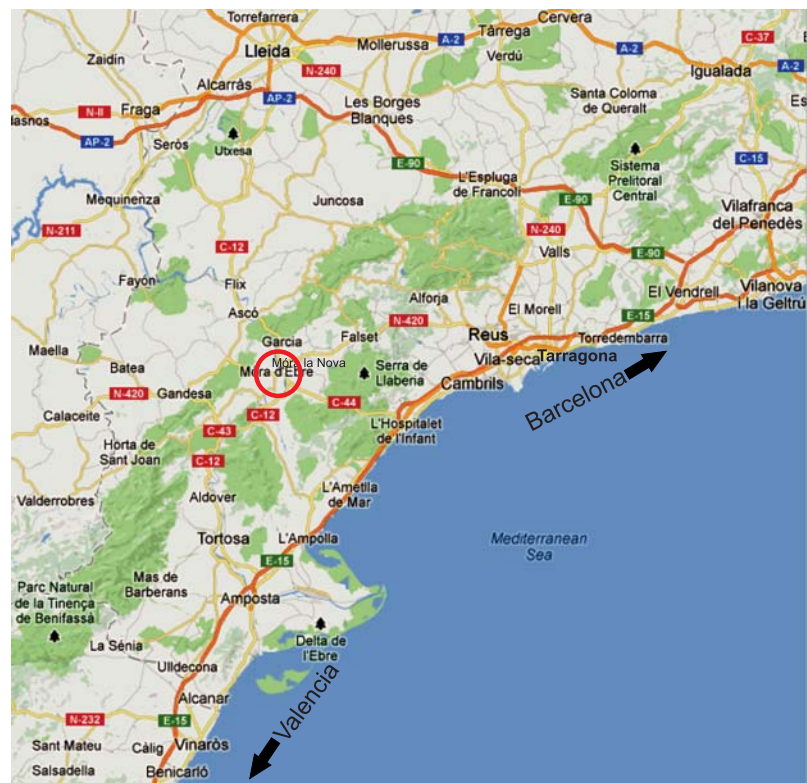 Torrefarrera
Cervera
Tàrrega
A-2
C-37
Lleida
Mollerussa
A-2
Zaidín
Verdú
A-2
N-240
Igualada
Alcarràs
Santa Coloma
de Queralt
AP-2
N-II
Fraga
Les Borges
Blanques
AP-2
Seròs
Utxesa
E-90
C-15
L'Espluga
de Francolí
Sistema
Prelitoral
Central
Mequinenza
Juncosa
E-90
Vilafranca
del Penedès
N-211
N-240
C-12
Valls
E-90
Fayón
Flix
Vilanova
i la Geltrú
C-12
Alforja
El Vendrell
Ascó
El Morell
E-15
N-420
Garcia
Falset
Reus
Torredembarra
Maella
Batea
Móra la Nova
Móra d'Ebre
Serra de
Llaberia
Vila-seca
Tarragona
N-420
Gandesa
Cambrils
Barcelona
C-44
Calaceite
C-12
C-43
L'Hospitalet
de l'Infant
Horta de
Sant Joan
C-12
Valderrobres
Aldover
L'Ametlla
de Mar
Tortosa
L'Ampolla
Mediterranean
Sea
E-15
Parc Natural
de la Tinença
de Benifassà
Mas de
Barberans
Amposta
La Sénia
Delta de
l'Ebre
Ulldecona
Valencia
Alcanar
N-232
E-15
Sant Mateu
Càlig
Vinaròs
Salsadella
Benicarló